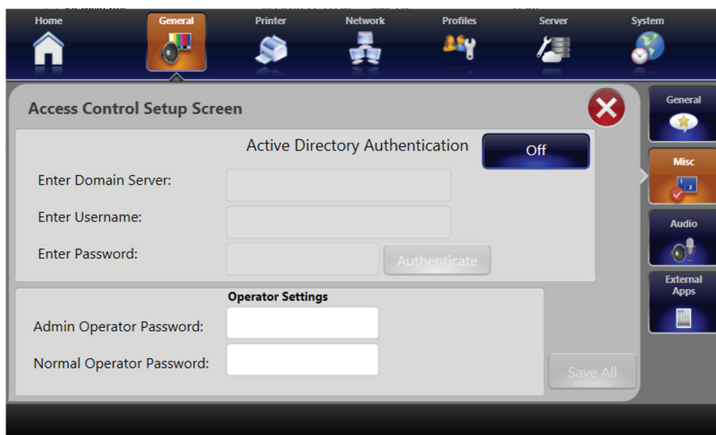 Home General Printer Network Profiles Server System
Access Control Setup Screen
General
Active Directory Authentication Off
Misc
Enter Domain Server:
Enter Username:
Audio
Enter Password: Authenticate
External
Apps
Operator Settings
Admin Operator Password:
Normal Operator Password:
Save All